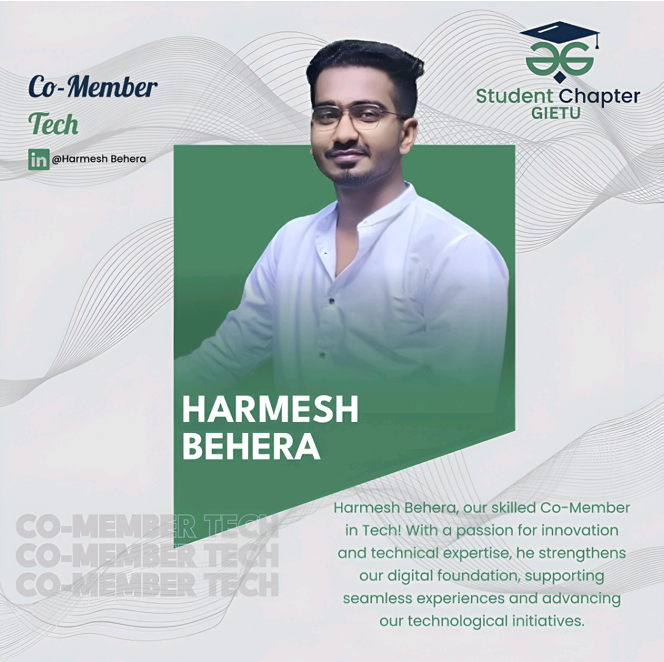 Co-Member
Tech
in @Harmesh Behera
Student Chapter
GIETU
HARMESH
BEHERA
CO-MEMBER TECH
CO-MEMBER TECH
CO-MEMBER TECH
Harmesh Behera, our skilled Co-Member
in Tech! With a passion for innovation
and technical expertise, he strengthens
our digital foundation, supporting
seamless experiences and advancing
our technological initiatives.